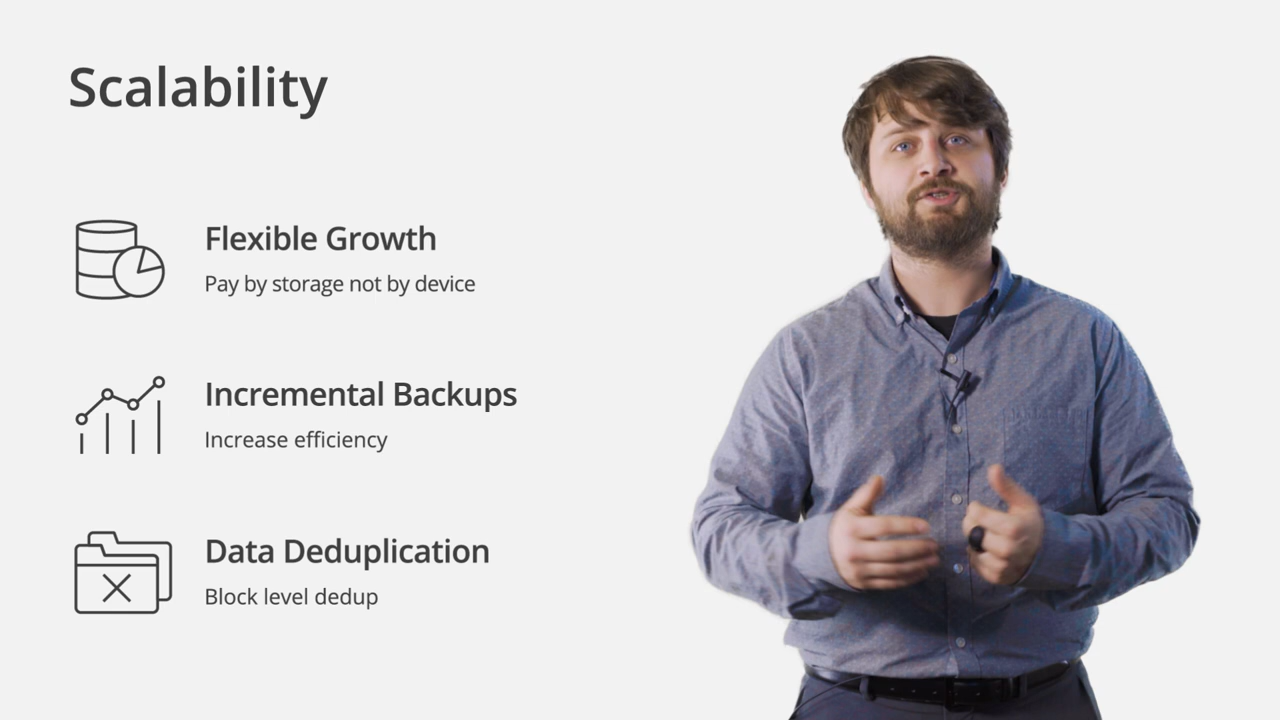 Scalability
Flexible Growth
Pay by storage not by device
Incremental Backups
Increase efficiency
Data Deduplication
Block level dedup